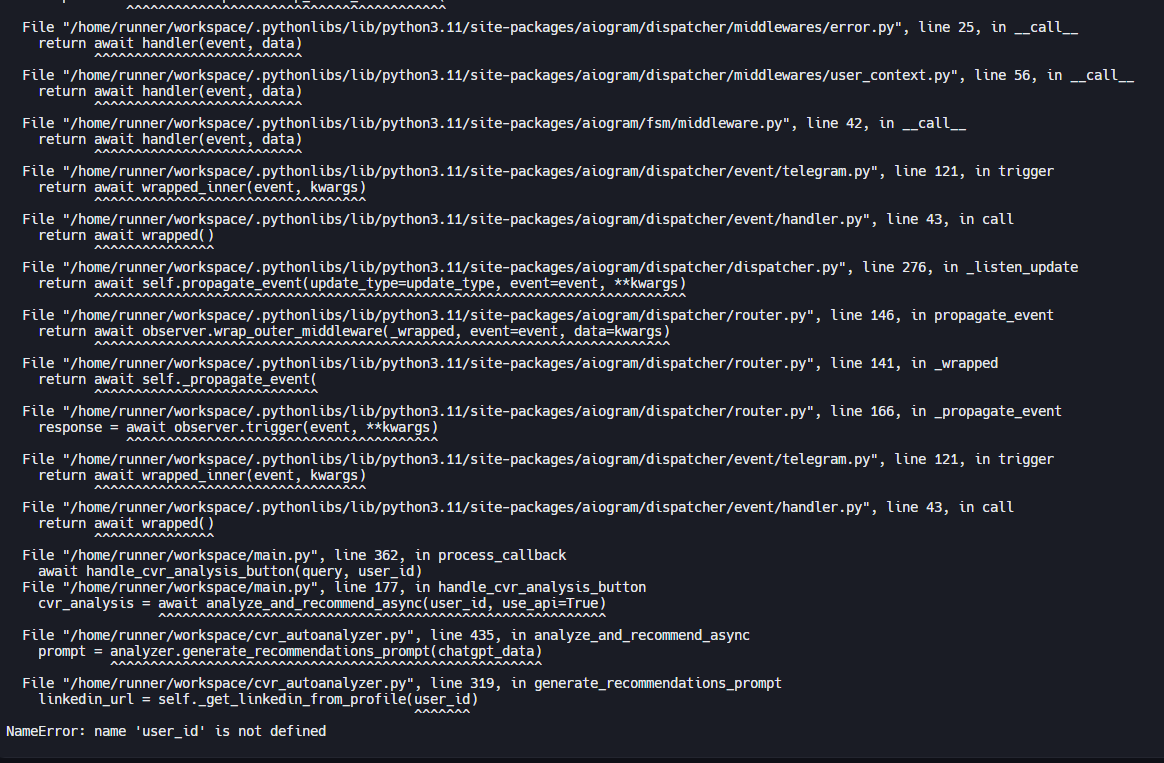 ^^^^^^^^^^^^^^^^^^^^^^^^^^^^^^^^^^^^^^^^
File "/home/runner/workspace/.pythonlibs/lib/python3.11/site-packages/aiogram/dispatcher/middlewares/error.py", line 25, in __call__
return await handler(event, data)
^^^^^^^^^^^^^^^^^^^^^^^^^^
File "/home/runner/workspace/.pythonlibs/lib/python3.11/site-packages/aiogram/dispatcher/middlewares/user_context.py", line 56, in __call__
return await handler(event, data)
^^^^^^^^^^^^^^^^^^^^^^^^^^
File "/home/runner/workspace/.pythonlibs/lib/python3.11/site-packages/aiogram/fsm/middleware.py", line 42, in __call__
return await handler(event, data)
^^^^^^^^^^^^^^^^^^^^^^^^^^
File "/home/runner/workspace/.pythonlibs/lib/python3.11/site-packages/aiogram/dispatcher/event/telegram.py", line 121, in trigger
return await wrapped_inner(event, kwargs)
^^^^^^^^^^^^^^^^^^^^^^^^^^^^^^^^^^
File "/home/runner/workspace/.pythonlibs/lib/python3.11/site-packages/aiogram/dispatcher/event/handler.py", line 43, in call
return await wrapped()
^^^^^^^^^^^^^^^
File "/home/runner/workspace/.pythonlibs/lib/python3.11/site-packages/aiogram/dispatcher/dispatcher.py", line 276, in _listen_update
return await self.propagate_event(update_type=update_type, event=event, **kwargs)
^^^^^^^^^^^^^^^^^^^^^^^^^^^^^^^^^^^^^^^^^^^^^^^^^^^^^^^^^^^^^^^^^^^^^^^^^^
File "/home/runner/workspace/.pythonlibs/lib/python3.11/site-packages/aiogram/dispatcher/router.py", line 146, in propagate_event
return await observer.wrap_outer_middleware(_wrapped, event=event, data=kwargs)
^^^^^^^^^^^^^^^^^^^^^^^^^^^^^^^^^^^^^^^^^^^^^^^^^^^^^^^^^^^^^^^^^^^^^^^^
File "/home/runner/workspace/.pythonlibs/lib/python3.11/site-packages/aiogram/dispatcher/router.py", line 141, in _wrapped
return await self._propagate_event(
^^^^^^^^^^^^^^^^^^^^^^^^^^^^
File "/home/runner/workspace/.pythonlibs/lib/python3.11/site-packages/aiogram/dispatcher/router.py", line 166, in _propagate_event
response = await observer.trigger(event, **kwargs)
^^^^^^^^^^^^^^^^^^^^^^^^^^^^^^^^^^^^^^^
File "/home/runner/workspace/.pythonlibs/lib/python3.11/site-packages/aiogram/dispatcher/event/telegram.py", line 121, in trigger
return await wrapped_inner(event, kwargs)
^^^^^^^^^^^^^^^^^^^^^^^^^^^^^^^^^^
File "/home/runner/workspace/.pythonlibs/lib/python3.11/site-packages/aiogram/dispatcher/event/handler.py", line 43, in call
return await wrapped()
^^^^^^^^^^^^^^^
File "/home/runner/workspace/main.py", line 362, in process_callback
await handle_cvr_analysis_button(query, user_id)
File "/home/runner/workspace/main.py", line 177, in handle_cvr_analysis_button
cvr_analysis = await analyze_and_recommend_async(user_id, use_api=True)
^^^^^^^^^^^^^^^^^^^^^^^^^^^^^^^^^^^^^^^^^^^^^^^^^^^^^^^^
File "/home/runner/workspace/cvr_autoanalyzer.py", line 435, in analyze_and_recommend_async
prompt = analyzer.generate_recommendations_prompt(chatgpt_data)
^^^^^^^^^^^^^^^^^^^^^^^^^^^^^^^^^^^^^^^^^^^^^^^^^^^^^^
File "/home/runner/workspace/cvr_autoanalyzer.py", line 319, in generate_recommendations_prompt
linkedin_url = self._get_linkedin_from_profile(user_id)
^^^^^^^
NameError: name 'user_id' is not defined